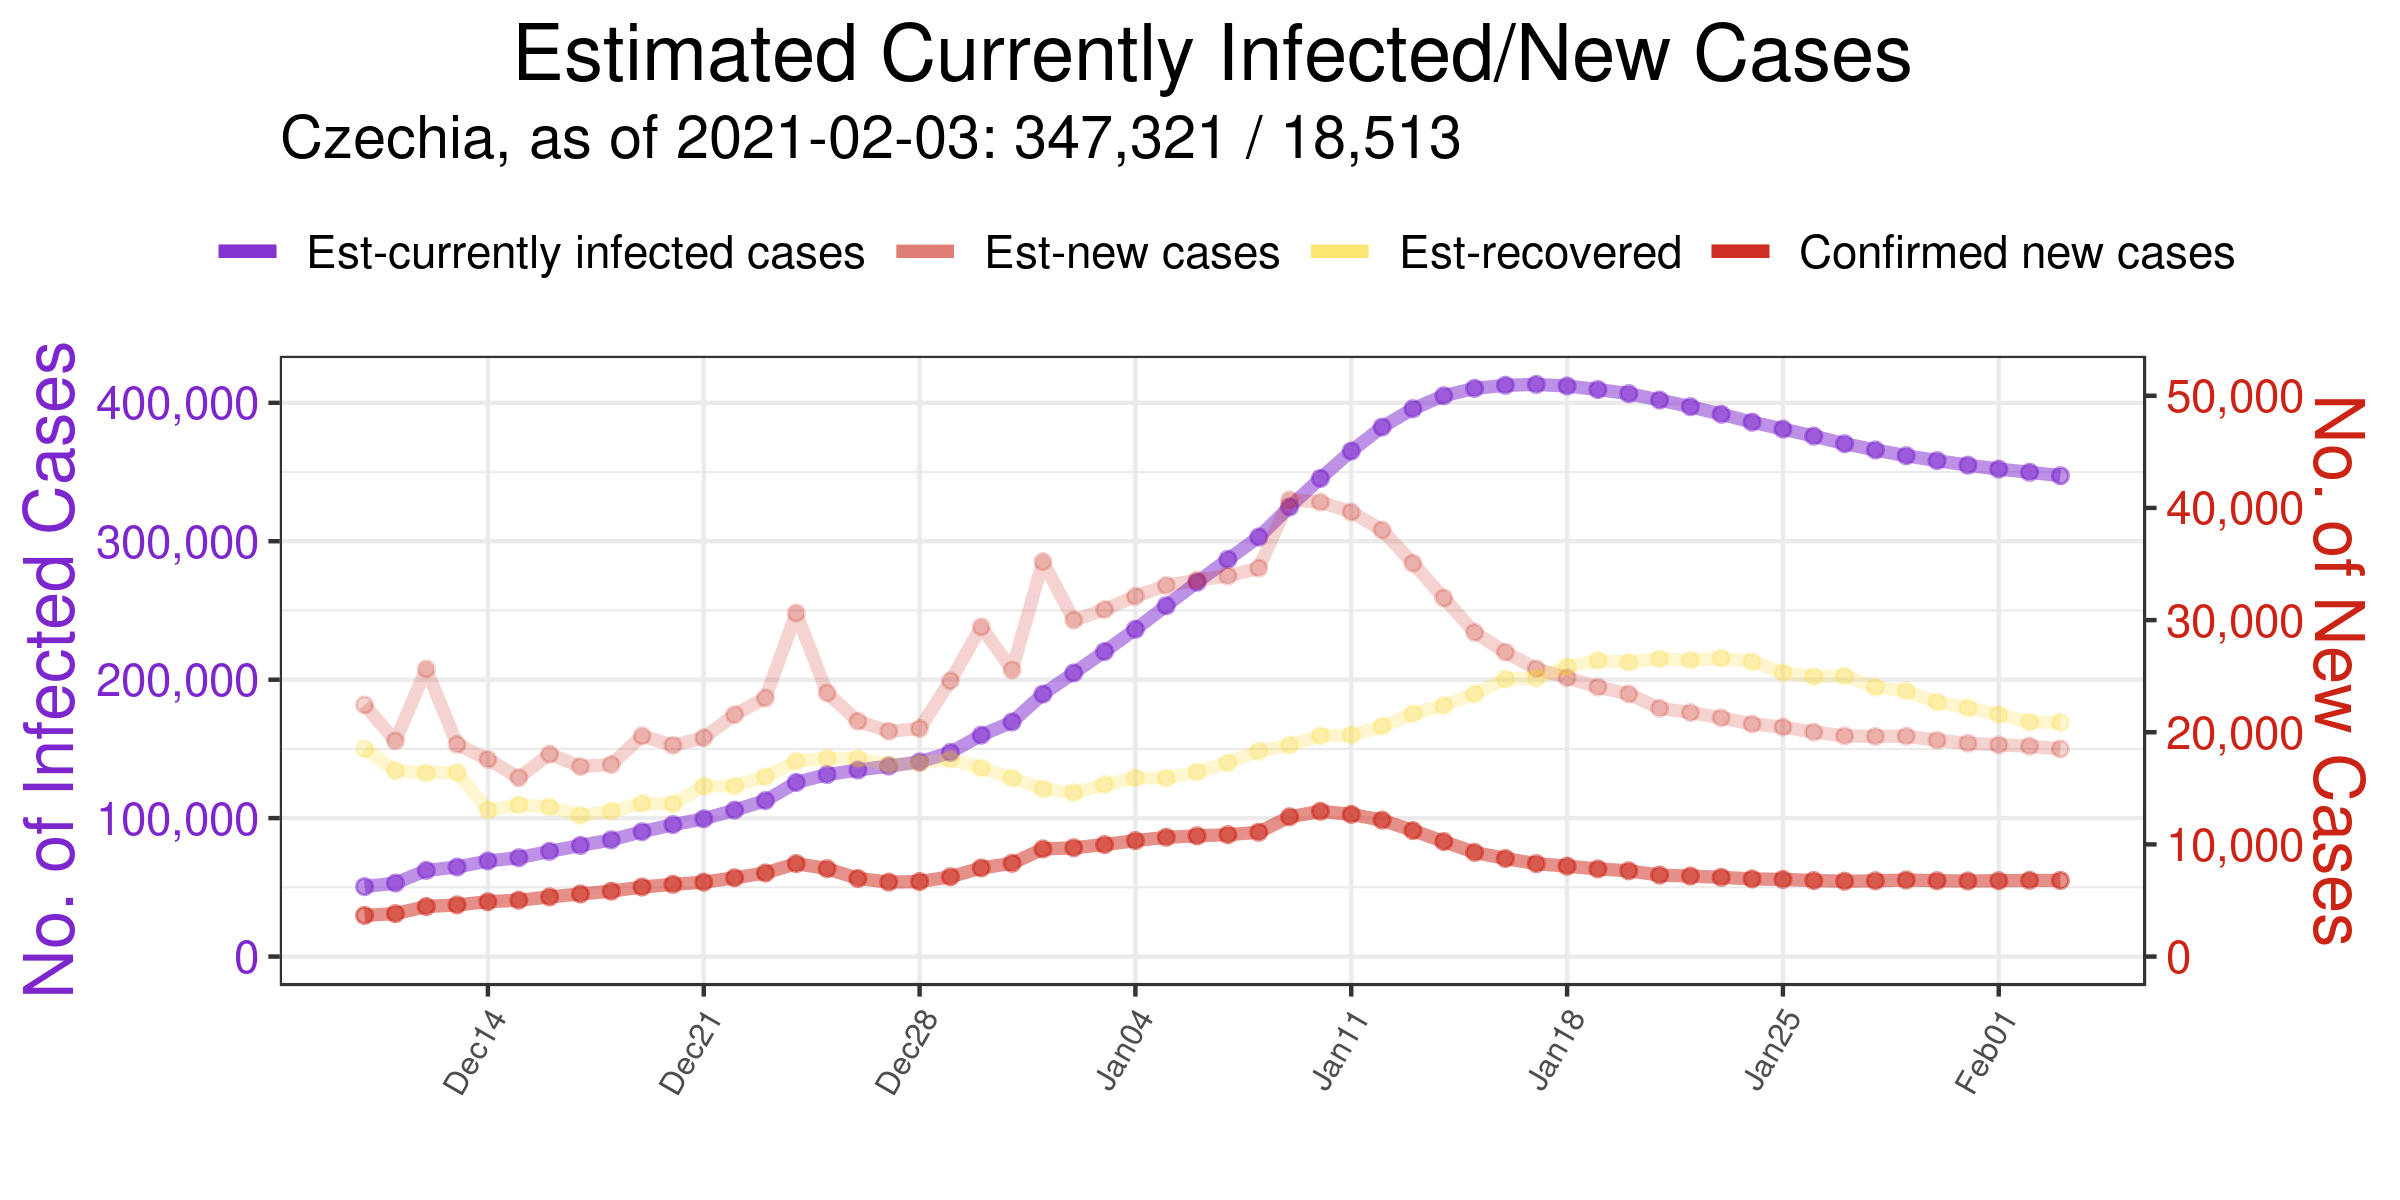 Estimated Currently Infected/New Cases
Czechia, as of 2021-02-03: 347,321 / 18,513
Est-currently infected cases Est-new cases Est-recovered Confirmed new cases
No. of Infected Cases
400,000
300,000
200,000
100,000
0
50,000
40,000
30,000
20,000
10,000
0
No. of New Cases
Dec14 Dec21 Dec28 Jan04 Jan11 Jan18 Jan25 Feb01